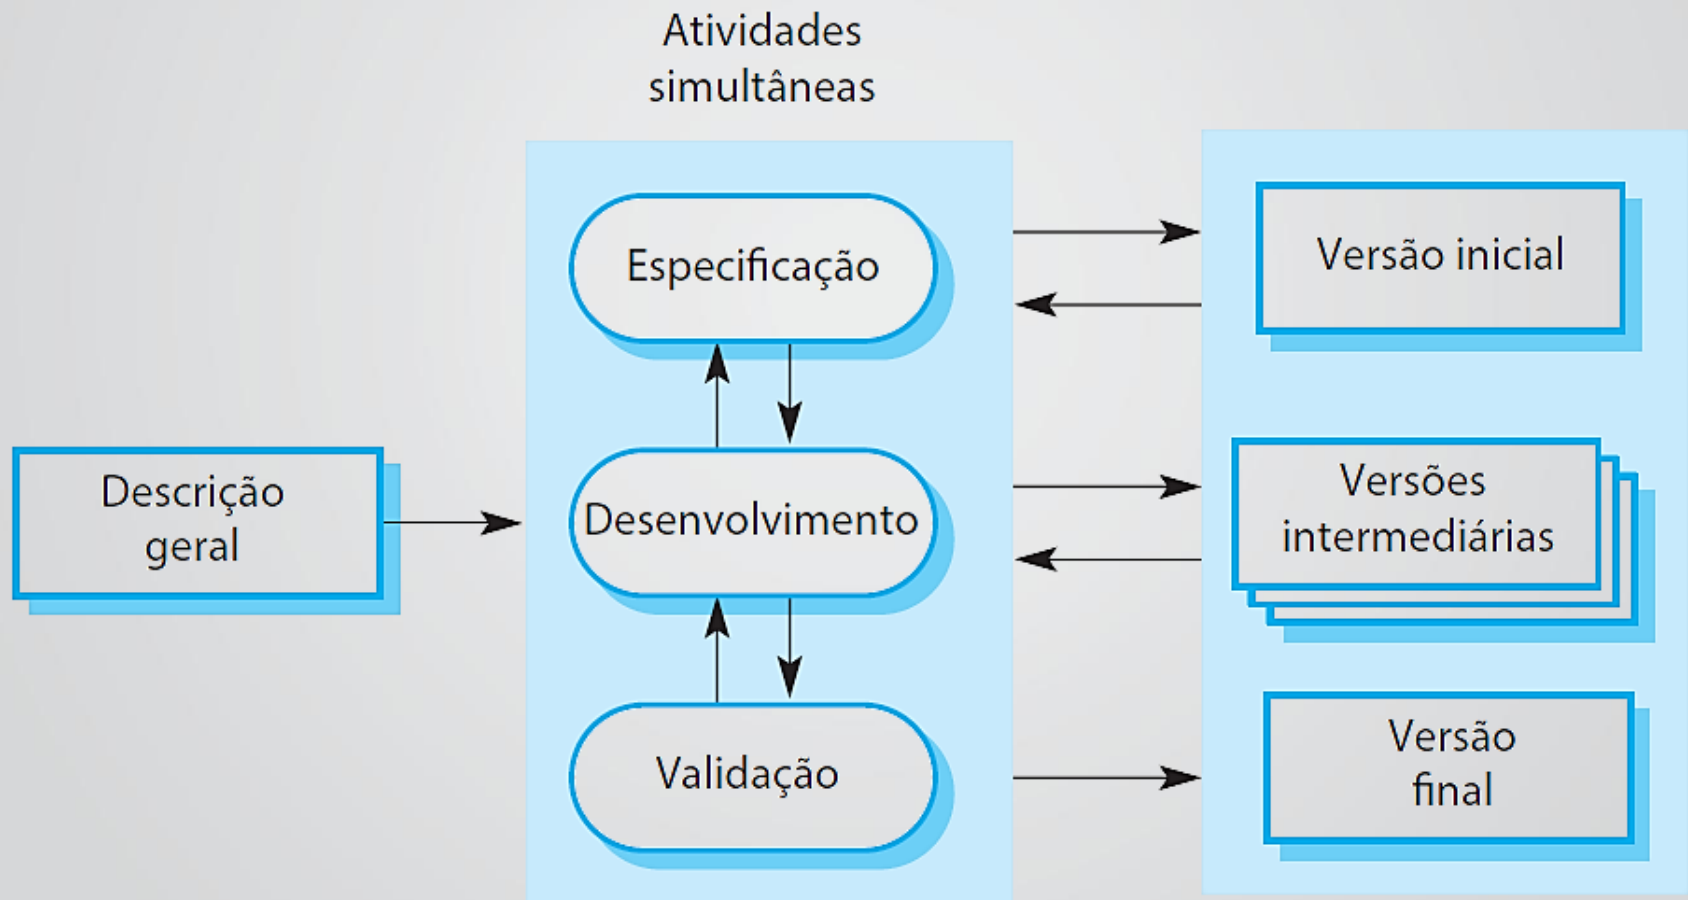 Atividades
simultâneas
Descrição
geral
Especificação
Desenvolvimento
Validação
Versão inicial
Versões
intermediárias
Versão
final